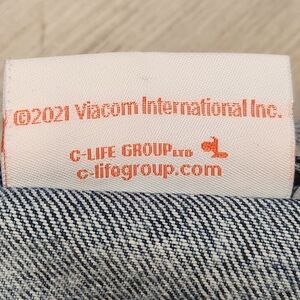 ©2021 Viacom International Inc.
C-LIFE GROUP LTD
c-lifegroup.com